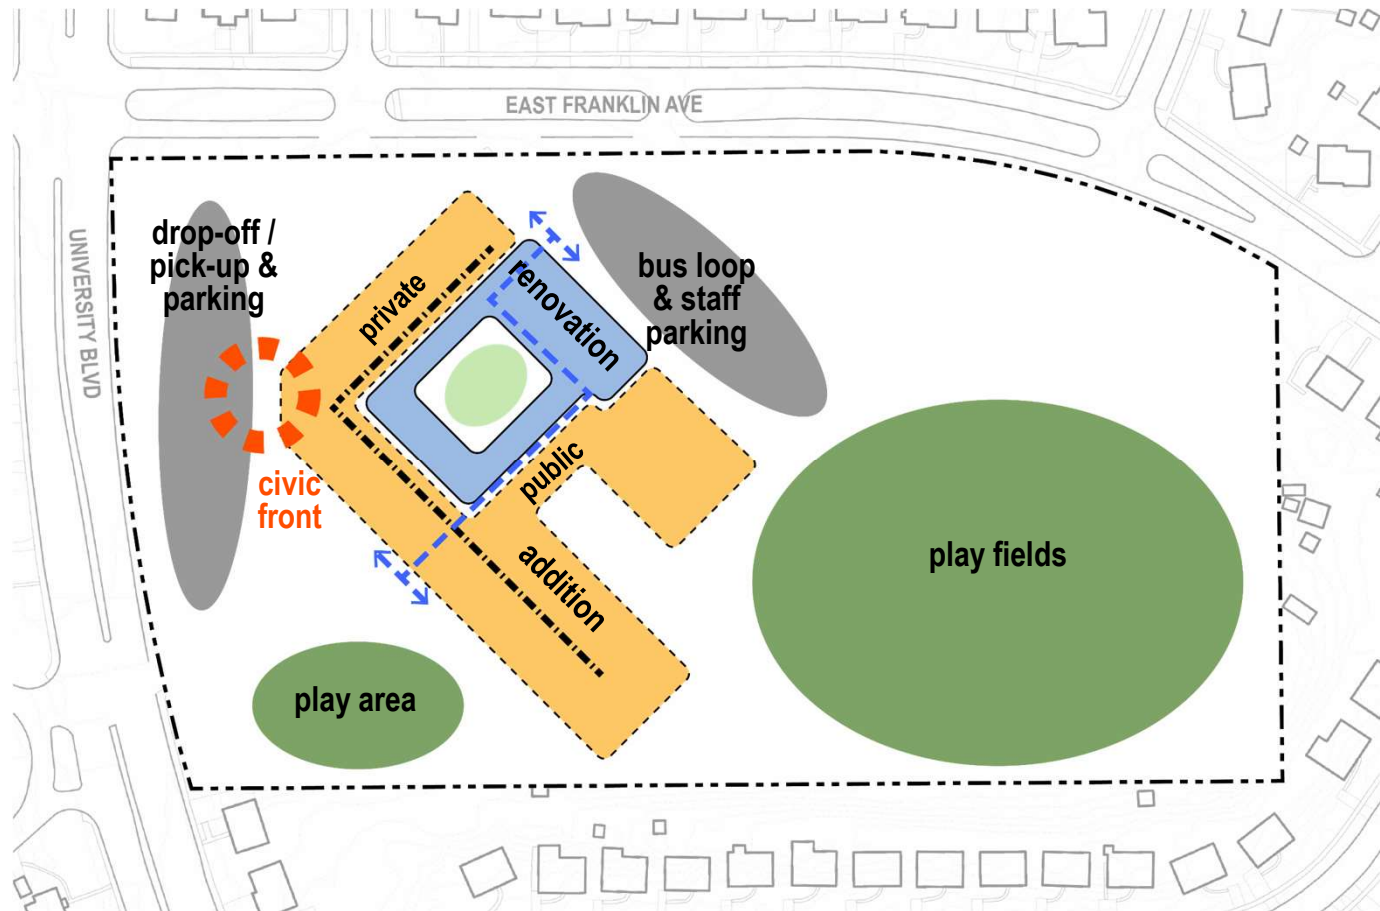 EAST FRANKLIN AVE
UNIVERSITY BLVD
drop-off /
pick-up &
parking
private
renovation
bus loop
& staff
parking
civic
front
public
addition
play fields
play area